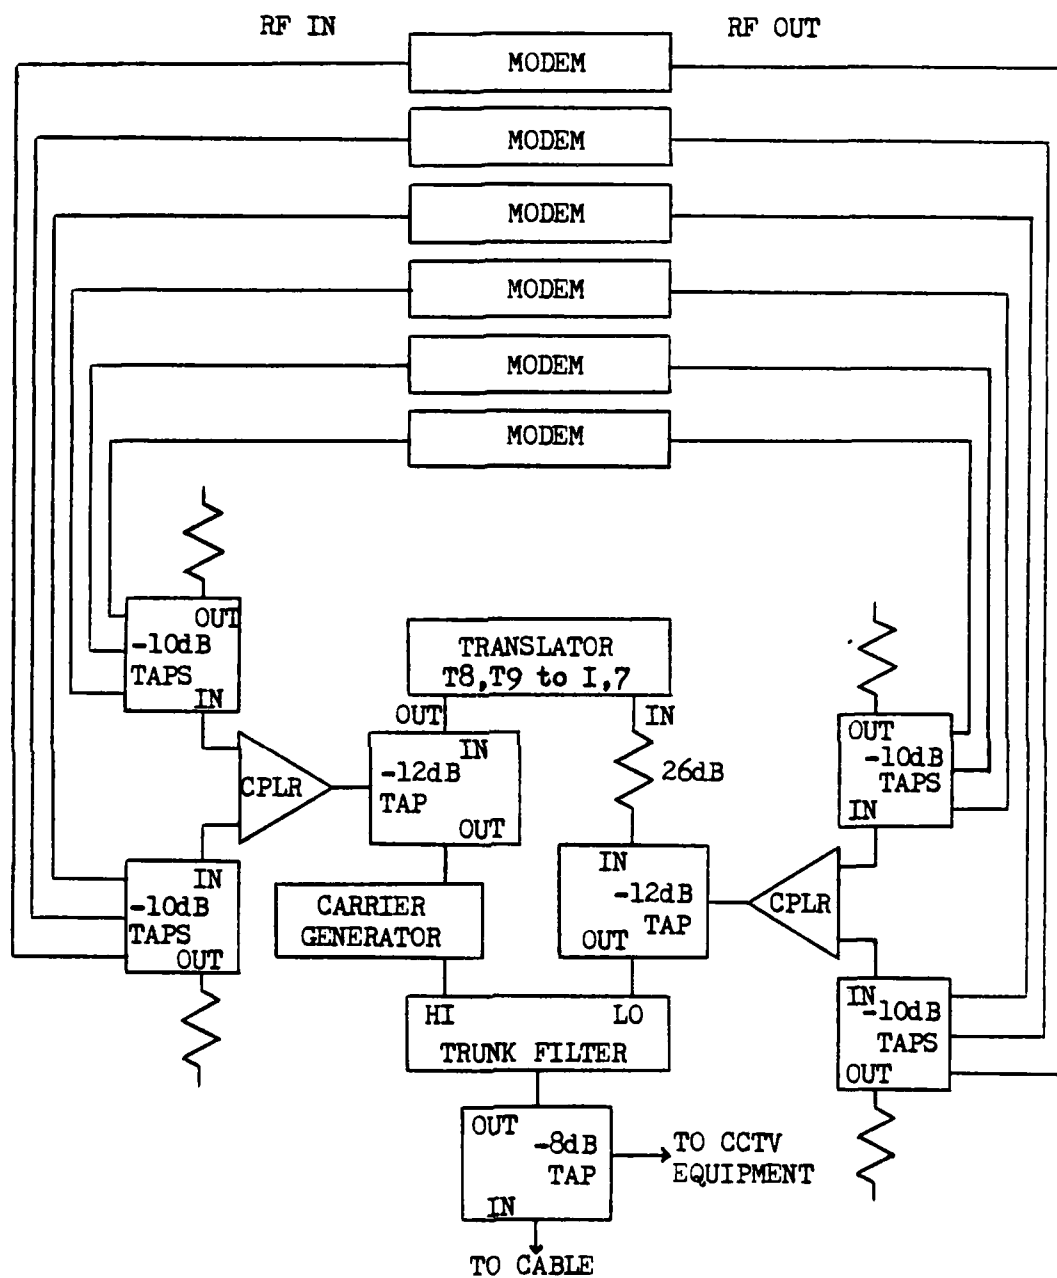 RF IN
RF OUT
MODEM
MODEM
MODEM
MODEM
MODEM
MODEM
OUT
-10dB
TAPS
IN
TRANSLATOR
T8,T9 to I,7
OUT
IN
IN
-12dB
TAP
OUT
26dB
OUT
-10dB
TAPS
IN
CPLR
IN
-10dB
TAPS
OUT
CARRIER
GENERATOR
IN
-12dB
TAP
OUT
CPLR
IN
-10dB
TAPS
OUT
HI
LO
TRUNK FILTER
OUT
-8dB
TAP
IN
TO CCTV
EQUIPMENT
TO CABLE